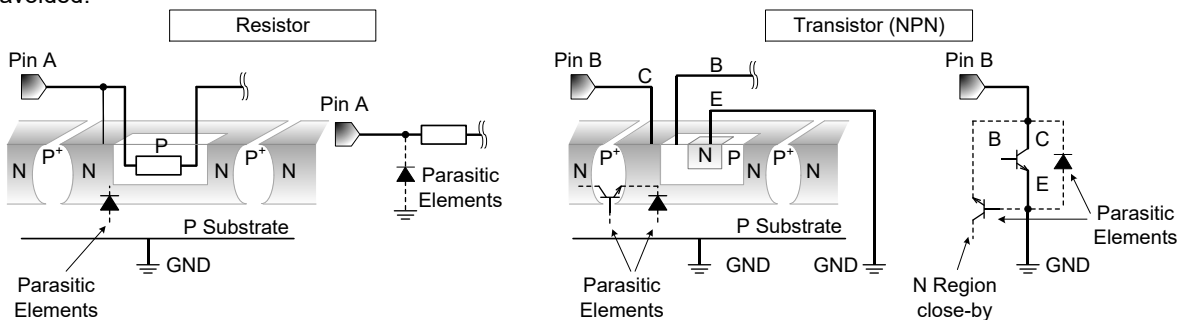 avoided.
Resistor
Transistor (NPN)
Pin A
Pin A
P
N
P+
N
N
P+
N
Parasitic
Elements
P Substrate
GND
Parasitic
Elements
Pin B
C
B
E
N
P+
N
N
P
P+
N
P Substrate
GND
GND
Parasitic
Elements
Pin B
B
C
E
Parasitic
Elements
GND
N Region
close-by